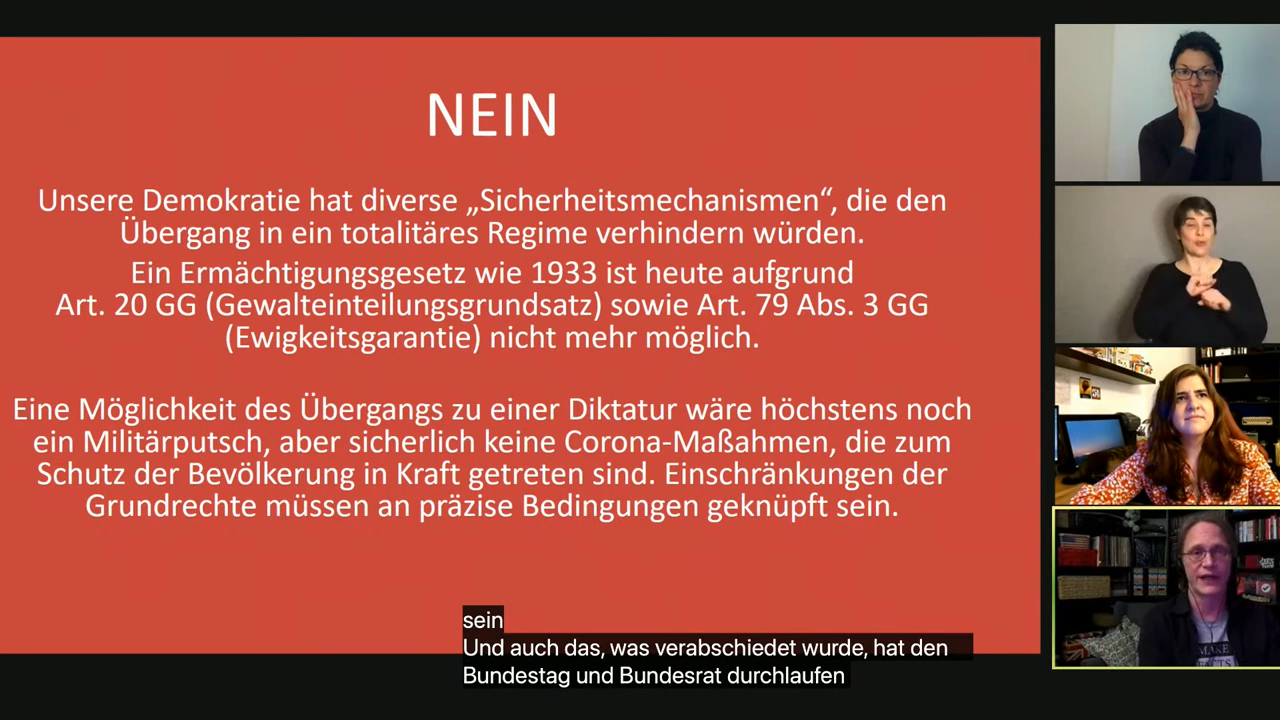 NEIN
Unsere Demokratie hat diverse „Sicherheitsmechanismen“, die den
Übergang in ein totalitäres Regime verhindern würden.
Ein Ermächtigungsgesetz wie 1933 ist heute aufgrund
Art. 20 GG (Gewalteinteilungsgrundsatz) sowie Art. 79 Abs. 3 GG
(Ewigkeitsgarantie) nicht mehr möglich.
Eine Möglichkeit des Übergangs zu einer Diktatur wäre höchstens noch
ein Militärputsch, aber sicherlich keine Corona-Maßahmen, die zum
Schutz der Bevölkerung in Kraft getreten sind. Einschränkungen der
Grundrechte müssen an präzise Bedingungen geknüpft sein.
sein
Und auch das, was verabschiedet wurde, hat den
Bundestag und Bundesrat durchlaufen
MAKE